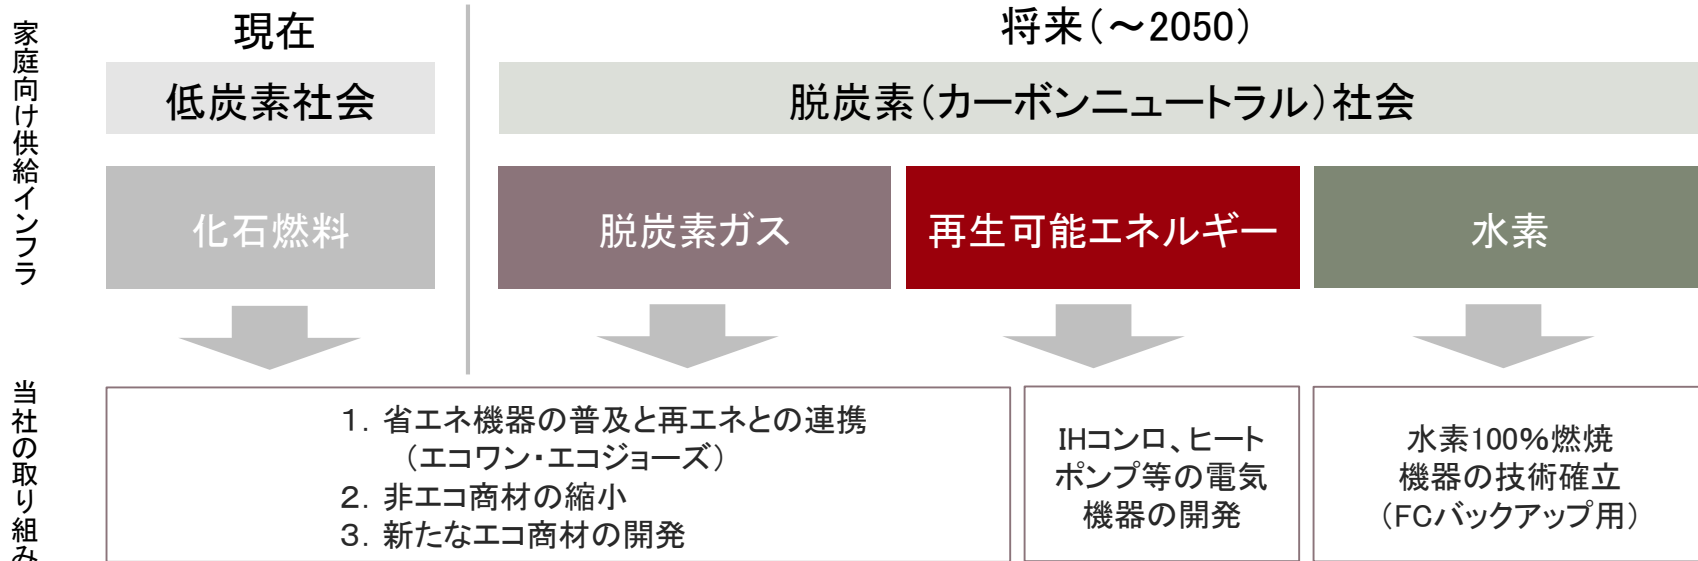 家庭向け供給インフラ
現在
将来(～2050)
低炭素社会
脱炭素(カーボンニュートラル)社会
化石燃料
脱炭素ガス
再生可能エネルギー
水素
当社の取り組み
1. 省エネ機器の普及と再エネとの連携
(エコワン・エコジョーズ)
2. 非エコ商材の縮小
3. 新たなエコ商材の開発
IHコンロ、ヒート
ポンプ等の電気
機器の開発
水素100%燃焼
機器の技術確立
(FCバックアップ用)